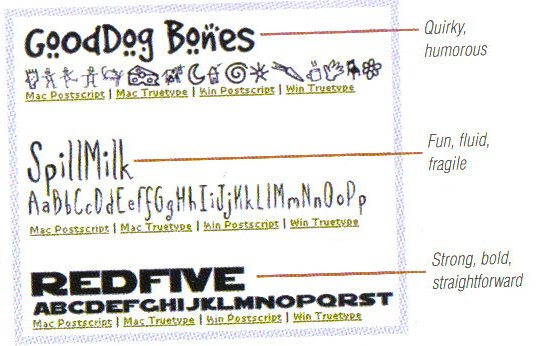 GoodDog Bones
Mac Postscript | Mac Truetype | Win Postscript | Win Truetype
Quirky,
humorous
SpillMilk
AaBbCcDdEeFfGgHhIiJjKkLlMmNnOoPp
Mac Postscript | Mac Truetype | Win Postscript | Win Truetype
Fun, fluid,
fragile
REDFIVE
ABCDEFGHIJKLMNOPQRST
Mac Postscript | Mac Truetype | Win Postscript | Win Truetype
Strong, bold,
straightforward